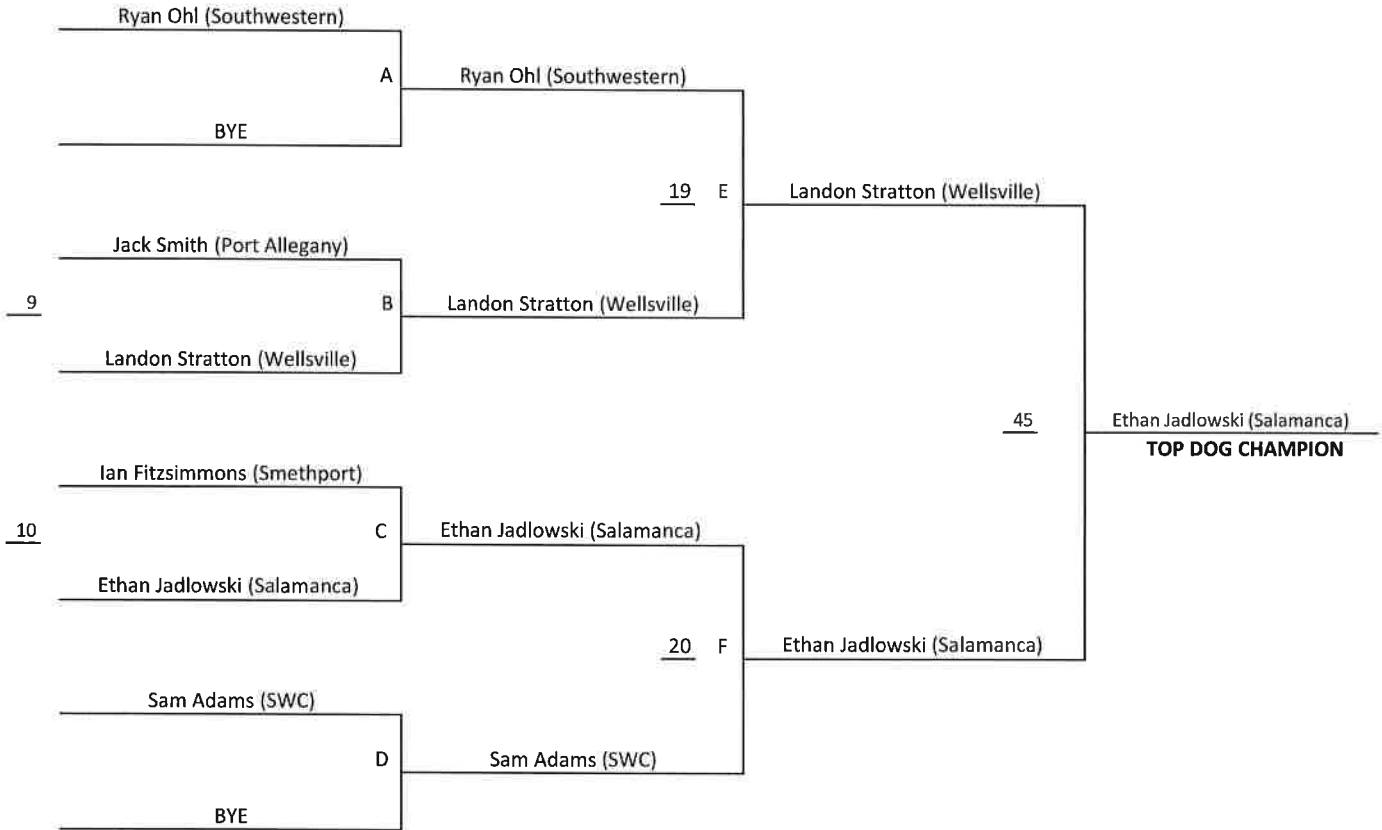 Ryan Ohl (Southwestern)
A
Ryan Ohl (Southwestern)
BYE
19 E
Landon Stratton (Wellsville)
Jack Smith (Port Allegany)
9
B
Landon Stratton (Wellsville)
Landon Stratton (Wellsville)
45
Ethan Jadlowski (Salamanca)
TOP DOG CHAMPION
Ian Fitzsimmons (Smethport)
10
C
Ethan Jadlowski (Salamanca)
Ethan Jadlowski (Salamanca)
20 F
Ethan Jadlowski (Salamanca)
Sam Adams (SWC)
D
Sam Adams (SWC)
BYE